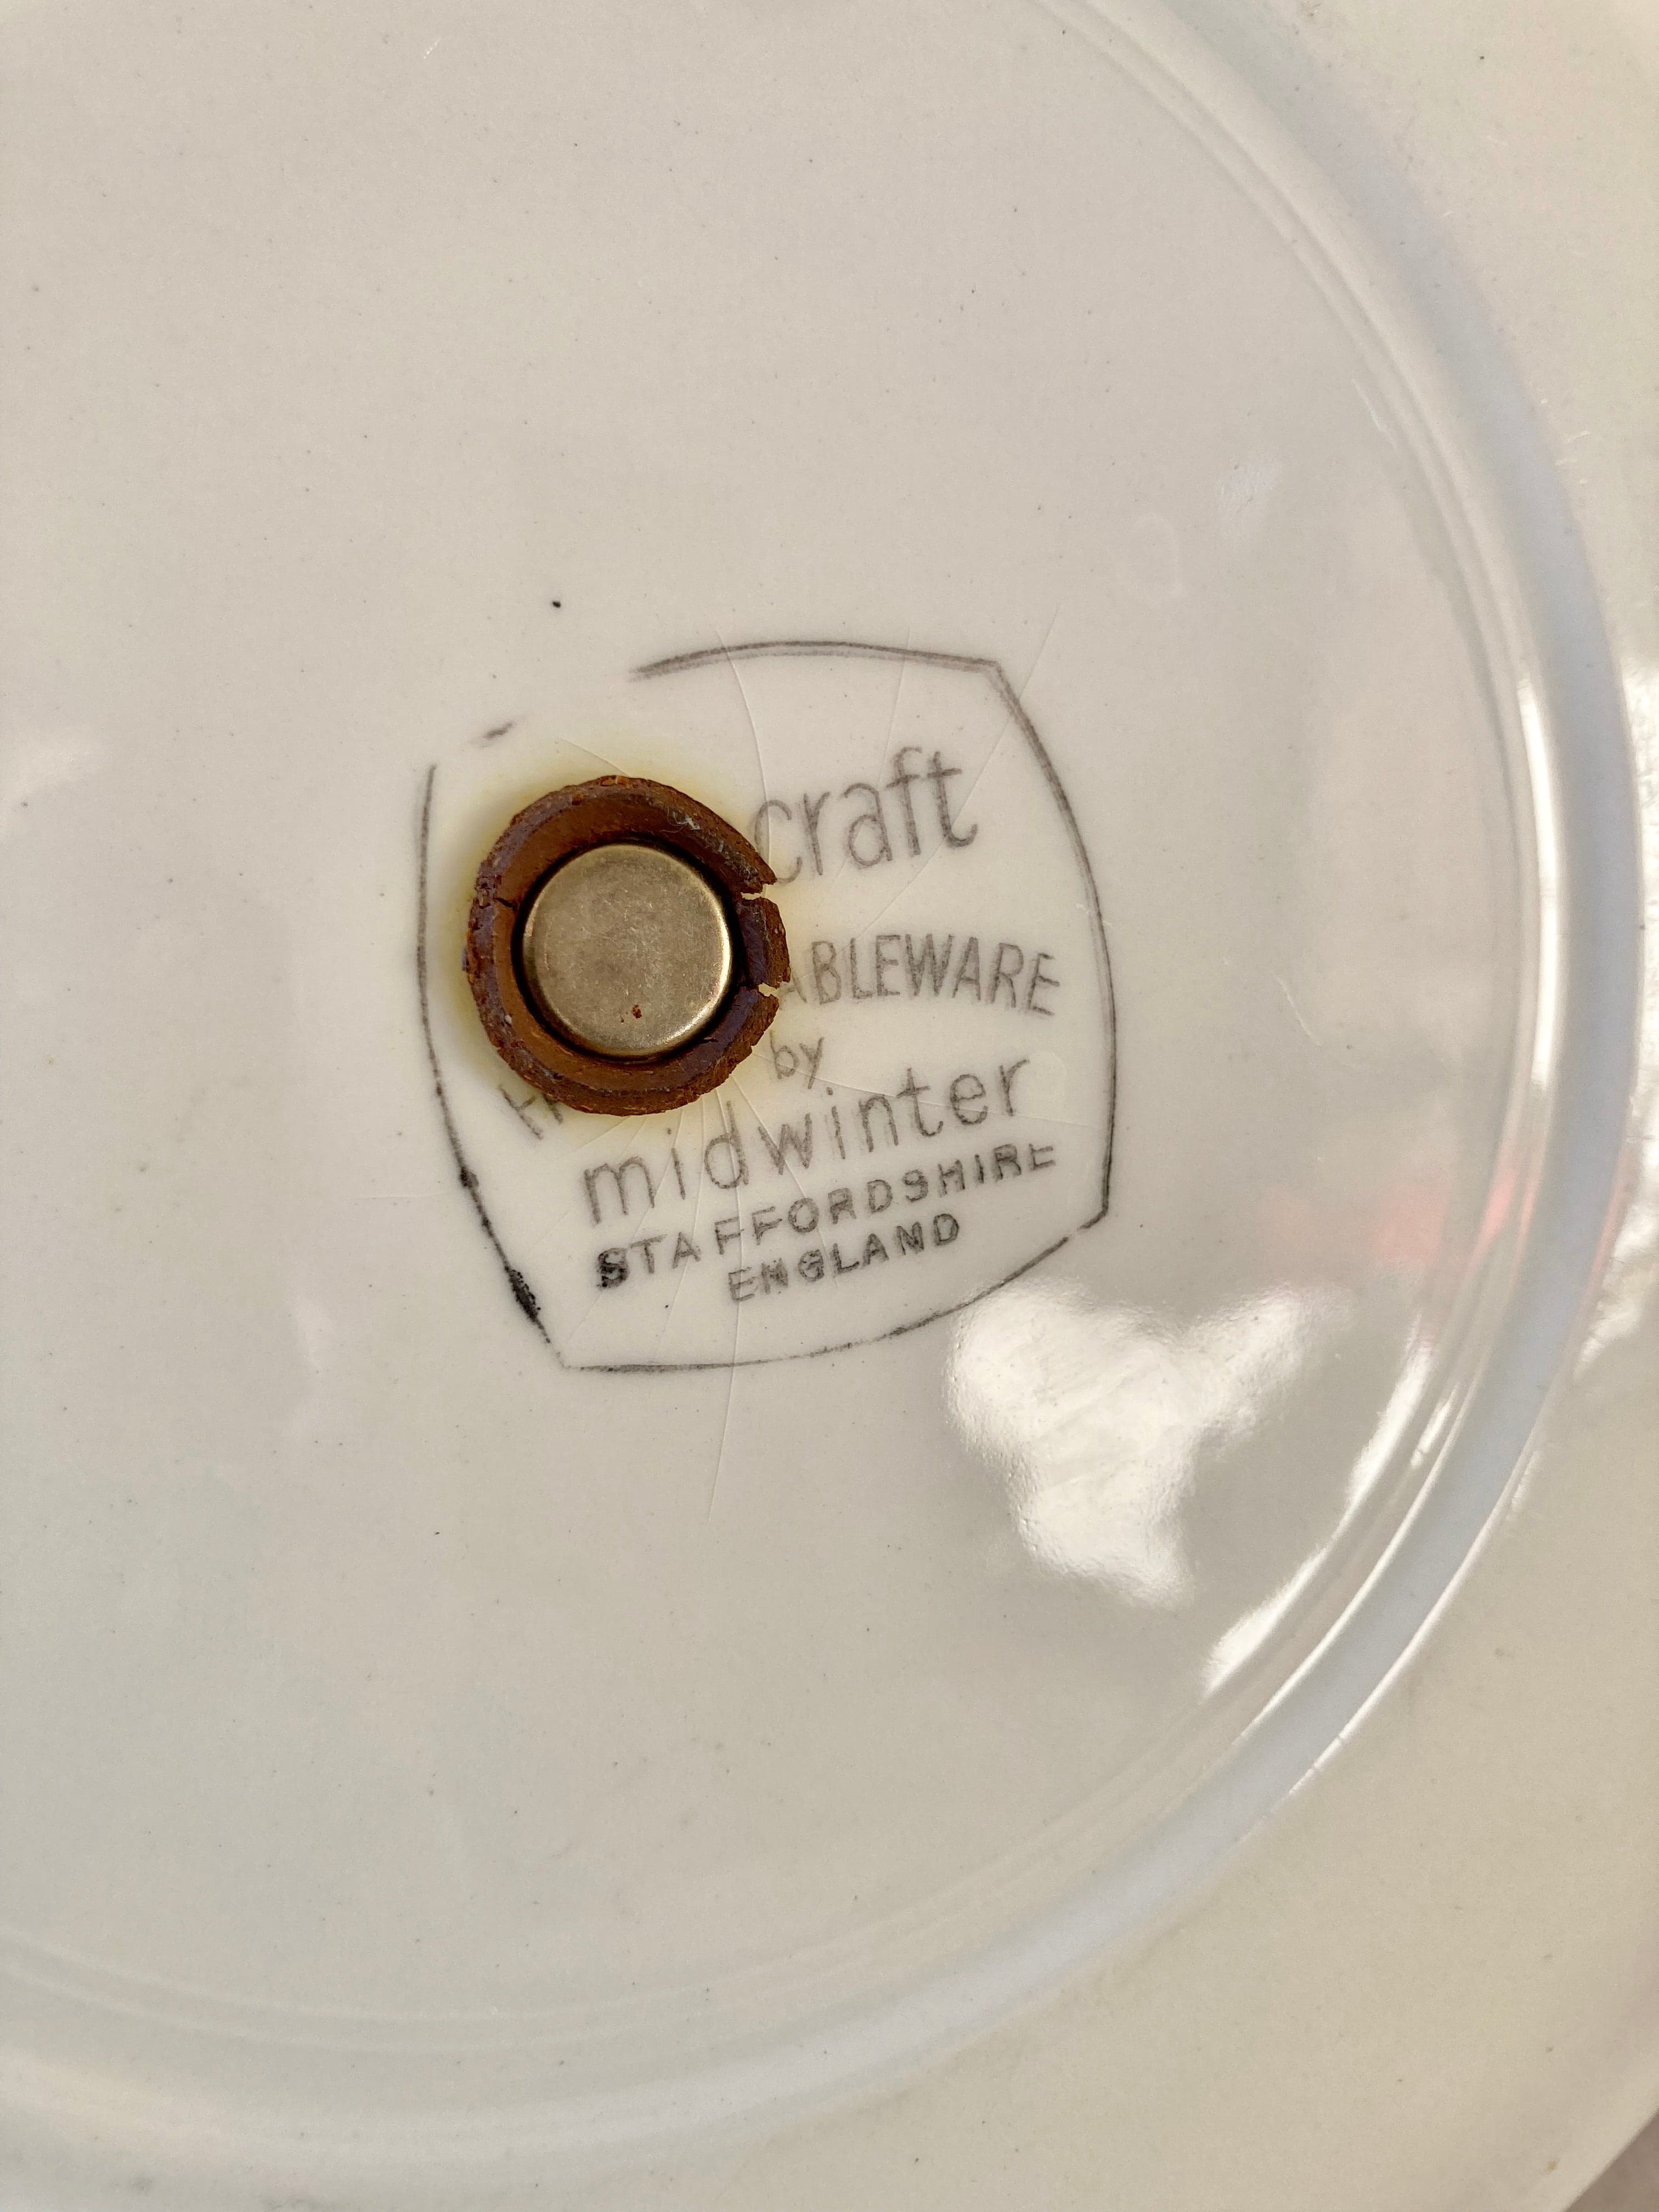 craft
ABLEWARE
by
midwinter
STAFFORDSHIRE
ENGLAND